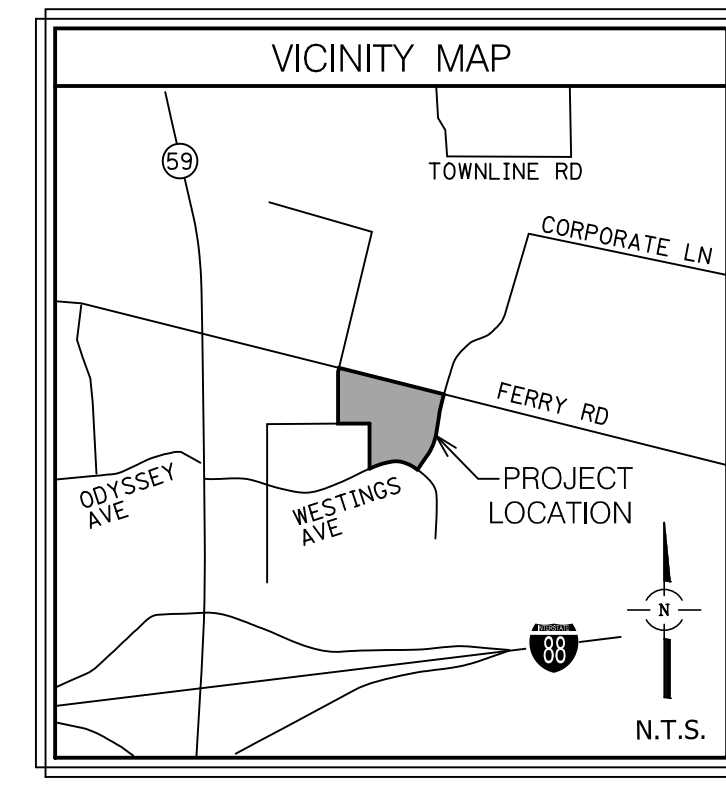 VICINITY MAP
59
TOWNLINE RD
CORPORATE LN
FERRY RD
ODYSSEY
AVE
WESTINGS
AVE
PROJECT
LOCATION
N
INTERSTATE
88
N.T.S.